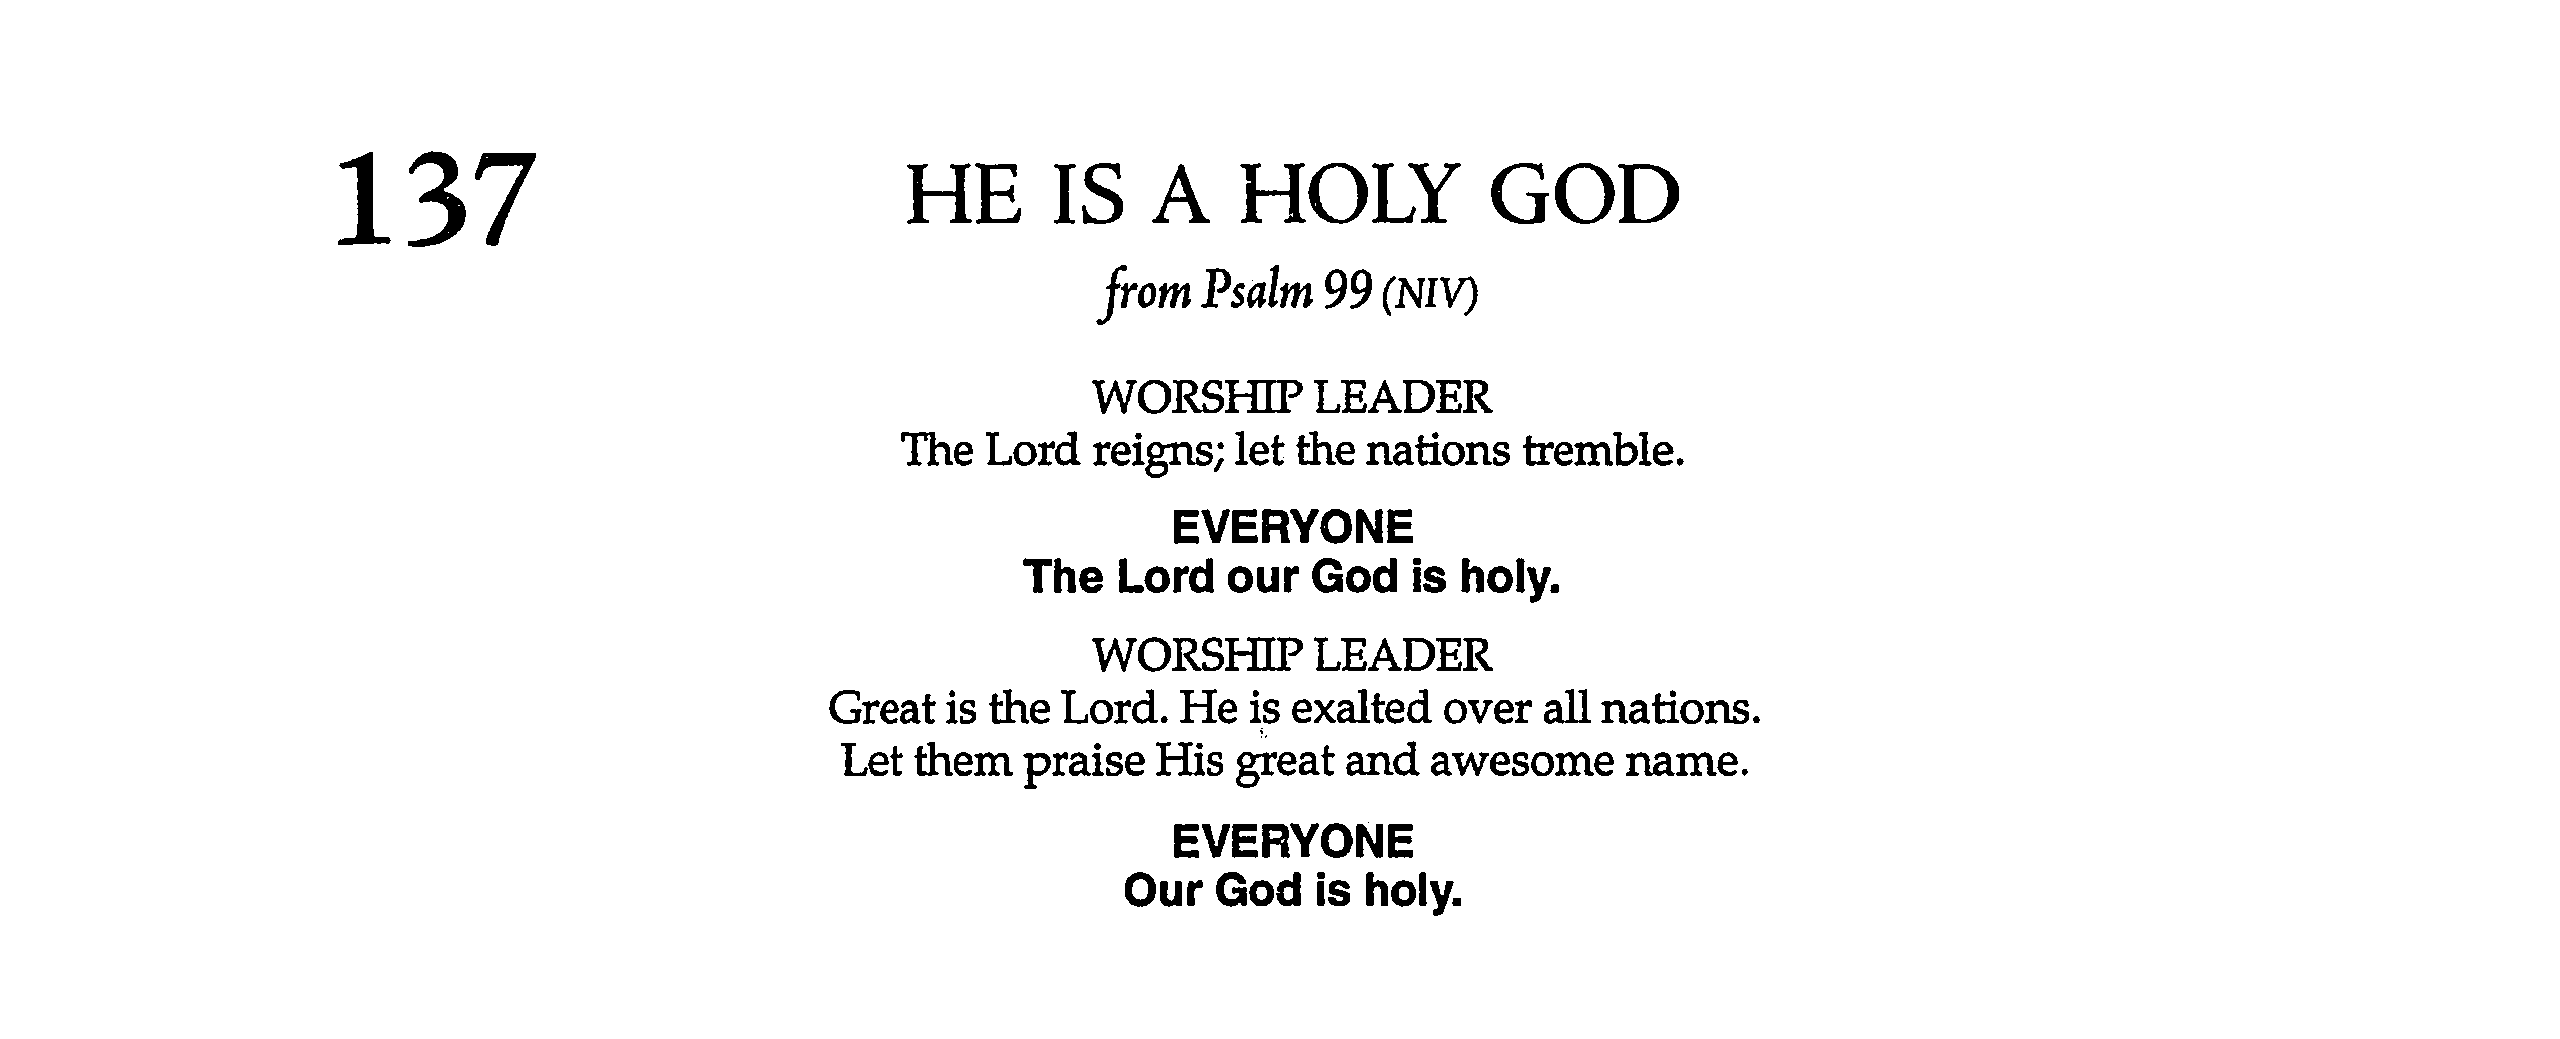 137
HE IS A HOLY GOD
from Psalm 99 (NIV)
WORSHIP LEADER
The Lord reigns; let the nations tremble.
EVERYONE
The Lord our God is holy.
WORSHIP LEADER
Great is the Lord. He is exalted over all nations.
Let them praise His great and awesome name.
EVERYONE
Our God is holy.